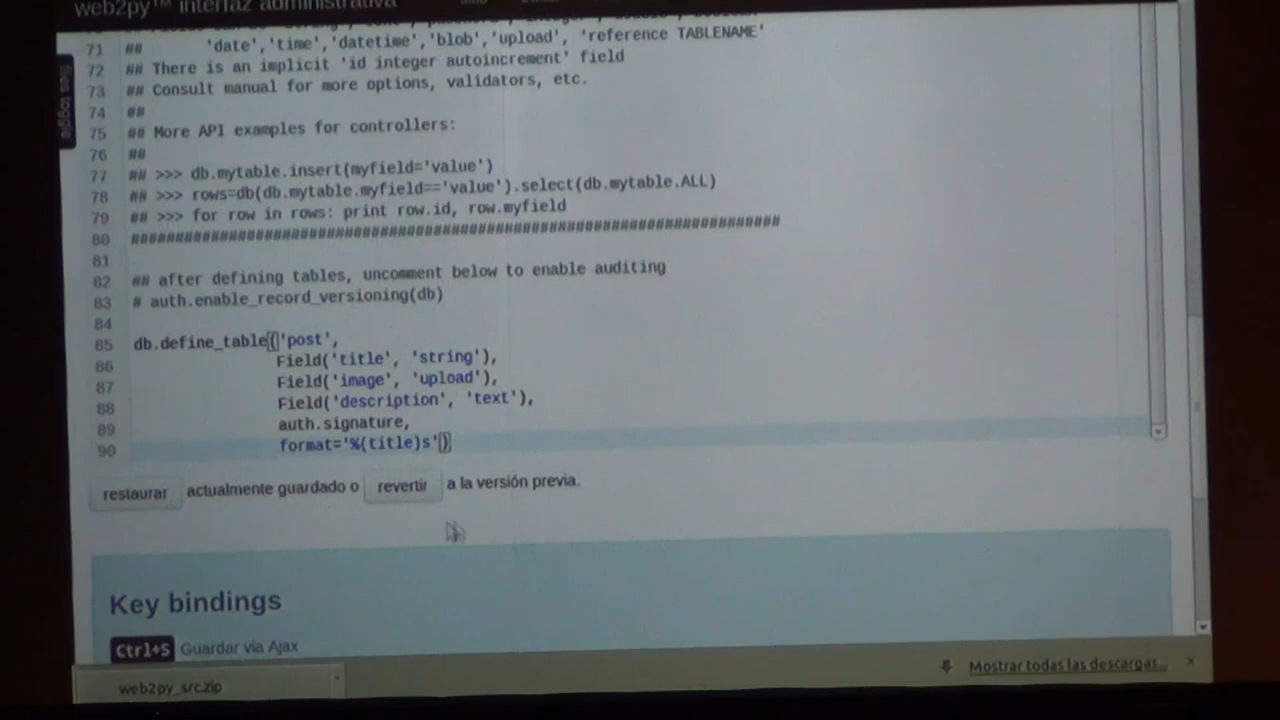 web2py™ interfaz administrativa
71 ## 'date','time','datetime','blob','upload', 'reference TABLENAME'
72 ## There is an implicit 'id integer autoincrement' field
73 ## Consult manual for more options, validators, etc.
74 ##
75 ## More API examples for controllers:
76 ##
77 ## >>> db.mytable.insert(myfield='value')
78 ## >>> rows=db(db.mytable.myfield=='value').select(db.mytable.ALL)
79 ## >>> for row in rows: print row.id, row.myfield
80 #########################################################################
81
82 ## after defining tables, uncomment below to enable auditing
83 # auth.enable_record_versioning(db)
84
85 db.define_table('post',
86 Field('title', 'string'),
87 Field('image', 'upload'),
88 Field('description', 'text'),
89 auth.signature,
90 format='%(title)s')
files toggle
restaurar actualmente guardado o revertir a la versión previa.
Key bindings
Ctrl+S Guardar via Ajax
web2py_src.zip
Mostrar todas las descargas...